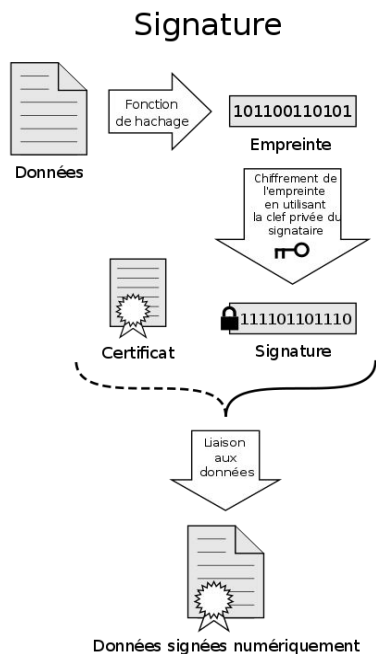 Signature
Fonction
de hachage
101100110101
Données
Empreinte
Chiffrement de
l'empreinte
en utilisant
la clef privée du
signataire
111101101110
Certificat
Signature
Liaison
aux
données
Données signées numériquement